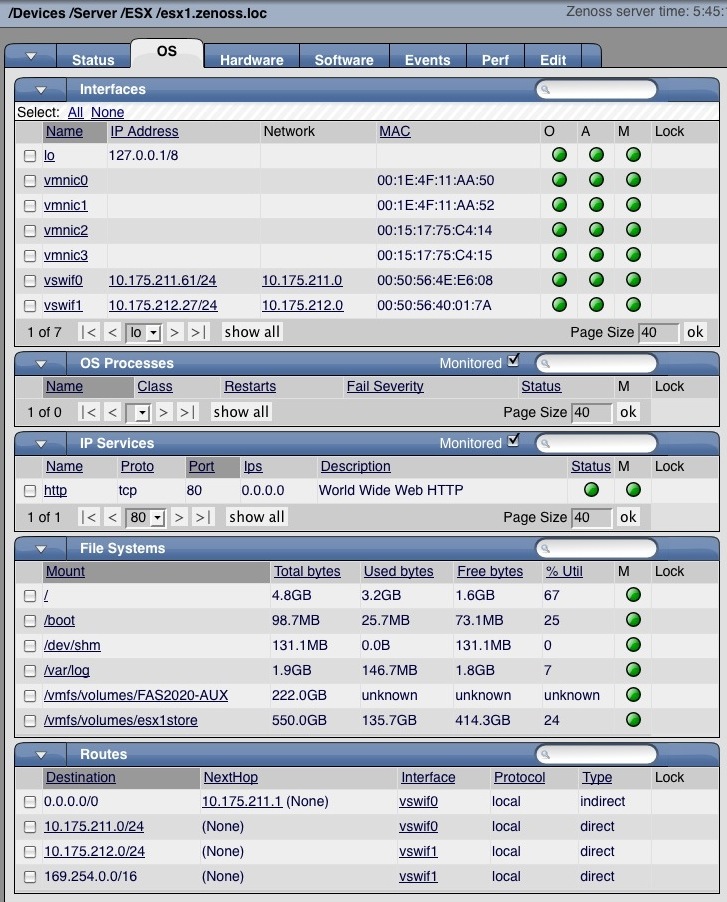 /Devices /Server /ESX /esx1.zenoss.loc Zenoss server time: 5:45:
Status OS Hardware Software Events Perf Edit
Interfaces
Select: All None
Name IP Address Network MAC O A M Lock
lo 127.0.0.1/8
vmnic0 00:1E:4F:11:AA:50
vmnic1 00:1E:4F:11:AA:52
vmnic2 00:15:17:75:C4:14
vmnic3 00:15:17:75:C4:15
vswif0 10.175.211.61/24 10.175.211.0 00:50:56:4E:E6:08
vswif1 10.175.212.27/24 10.175.212.0 00:50:56:40:01:7A
1 of 7 |< < lo > >| show all Page Size 40 ok
OS Processes Monitored
Name Class Restarts Fail Severity Status M Lock
1 of 0 |< < > >| show all Page Size 40 ok
IP Services Monitored
Name Proto Port Ips Description Status M Lock
http tcp 80 0.0.0.0 World Wide Web HTTP
1 of 1 |< < 80 > >| show all Page Size 40 ok
File Systems
Mount Total bytes Used bytes Free bytes % Util M Lock
/ 4.8GB 3.2GB 1.6GB 67
/boot 98.7MB 25.7MB 73.1MB 25
/dev/shm 131.1MB 0.0B 131.1MB 0
/var/log 1.9GB 146.7MB 1.8GB 7
/vmfs/volumes/FAS2020-AUX 222.0GB unknown unknown unknown
/vmfs/volumes/esx1store 550.0GB 135.7GB 414.3GB 24
Routes
Destination NextHop Interface Protocol Type Lock
0.0.0.0/0 10.175.211.1 (None) vswif0 local indirect
10.175.211.0/24 (None) vswif0 local direct
10.175.212.0/24 (None) vswif1 local direct
169.254.0.0/16 (None) vswif1 local direct